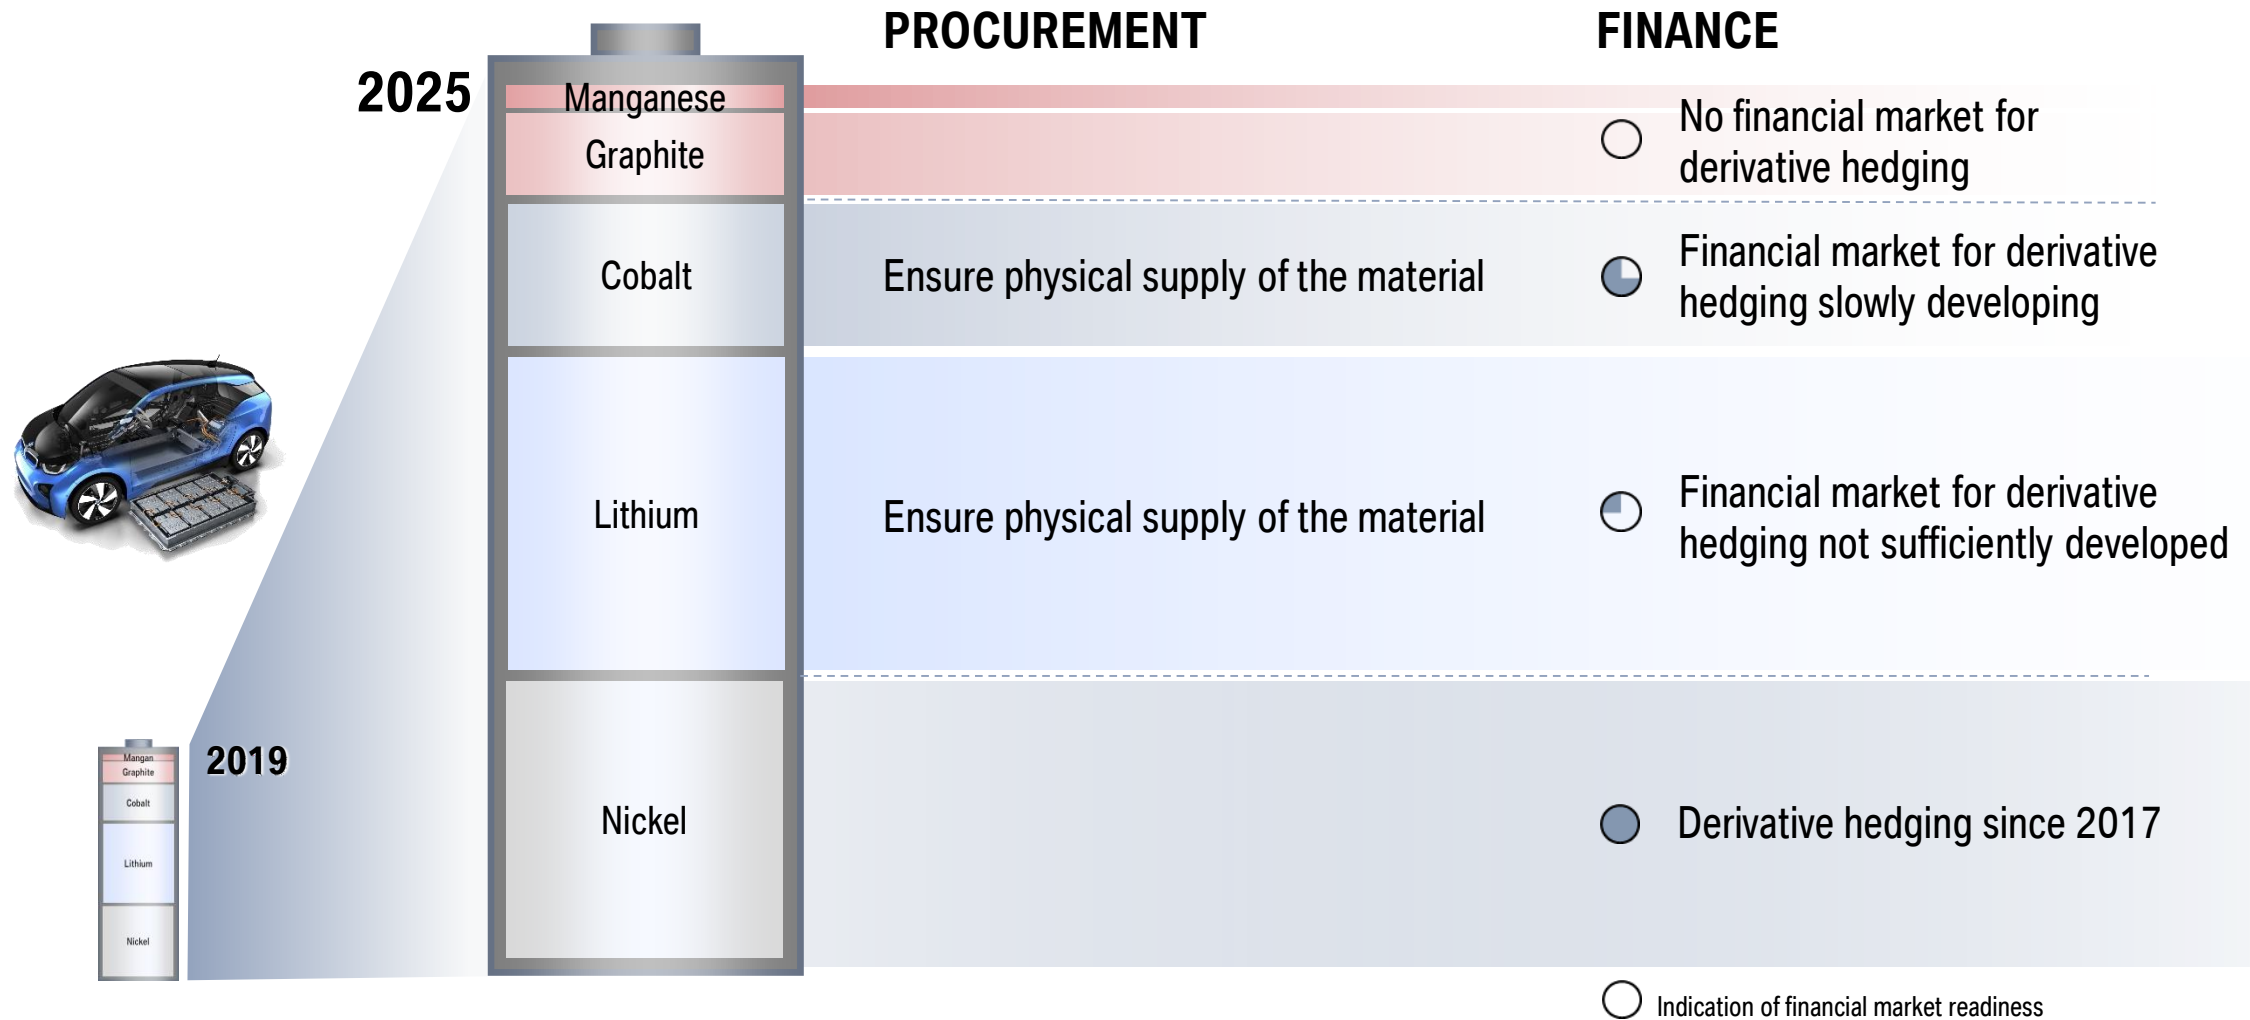 PROCUREMENT
FINANCE
2025
Manganese
Graphite
No financial market for
derivative hedging
Cobalt
Ensure physical supply of the material
Financial market for derivative
hedging slowly developing
Lithium
Ensure physical supply of the material
Financial market for derivative
hedging not sufficiently developed
2019
Mangan
Graphite
Cobalt
Lithium
Nickel
Nickel
Derivative hedging since 2017
Indication of financial market readiness